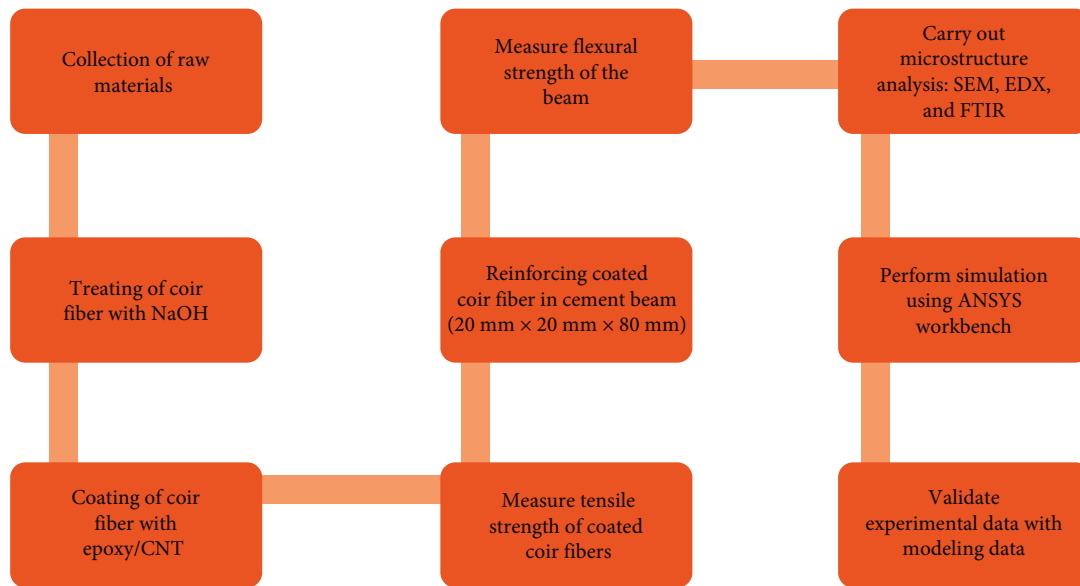 Collection of raw
materials
Treating of coir
fiber with NaOH
Coating of coir
fiber with
epoxy/CNT
Measure tensile
strength of coated
coir fibers
Reinforcing coated
coir fiber in cement beam
(20 mm × 20 mm × 80 mm)
Measure flexural
strength of the
beam
Carry out
microstructure
analysis: SEM, EDX,
and FTIR
Perform simulation
using ANSYS
workbench
Validate
experimental data with
modeling data